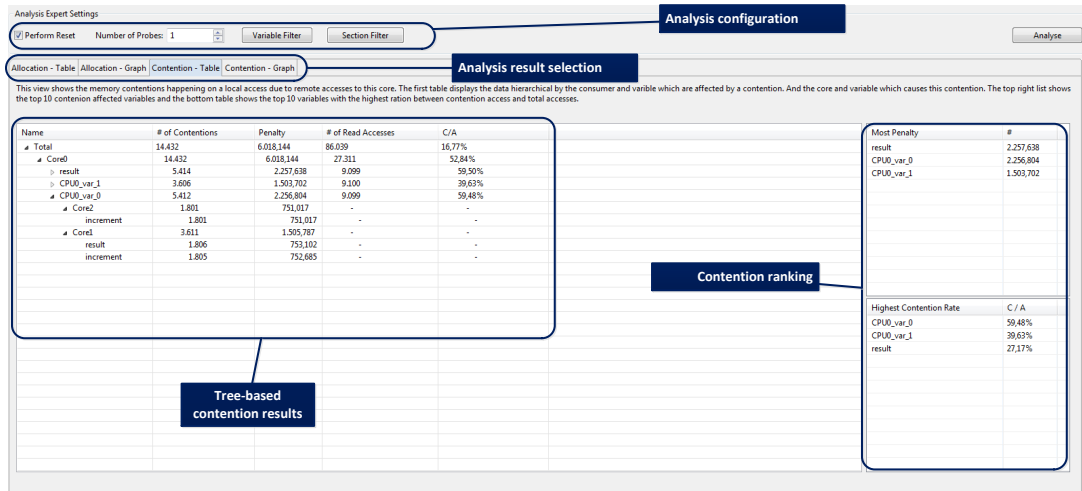 Analysis Expert Settings
Analysis configuration
Perform Reset Number of Probes: 1 Variable Filter Section Filter Analyse
Allocation - Table Allocation - Graph Contention - Table Contention - Graph
Analysis result selection
This view shows the memory contentions happening on a local access due to remote accesses to this core. The first table displays the data hierarchical by the consumer and varible which are affected by a contention. And the core and variable which causes this contention. The top right list shows
the top 10 contenion affected variables and the bottom table shows the top 10 variables with the highest ration between contention access and total accesses.
Name # of Contentions Penalty # of Read Accesses C/A
Total 14.432 6.018,144 86.039 16,77%
Core0 14.432 6.018,144 27.311 52,84%
result 5.414 2.257,638 9.099 59,50%
CPU0_var_1 3.606 1.503,702 9.100 39,63%
CPU0_var_0 5.412 2.256,804 9.099 59,48%
Core2 1.801 751,017 - -
increment 1.801 751,017 - -
Core1 3.611 1.505,787 - -
result 1.806 753,102 - -
increment 1.805 752,685 - -
Most Penalty #
result 2.257,638
CPU0_var_0 2.256,804
CPU0_var_1 1.503,702
Contention ranking
Highest Contention Rate C / A
CPU0_var_0 59,48%
CPU0_var_1 39,63%
result 27,17%
Tree-based
contention results